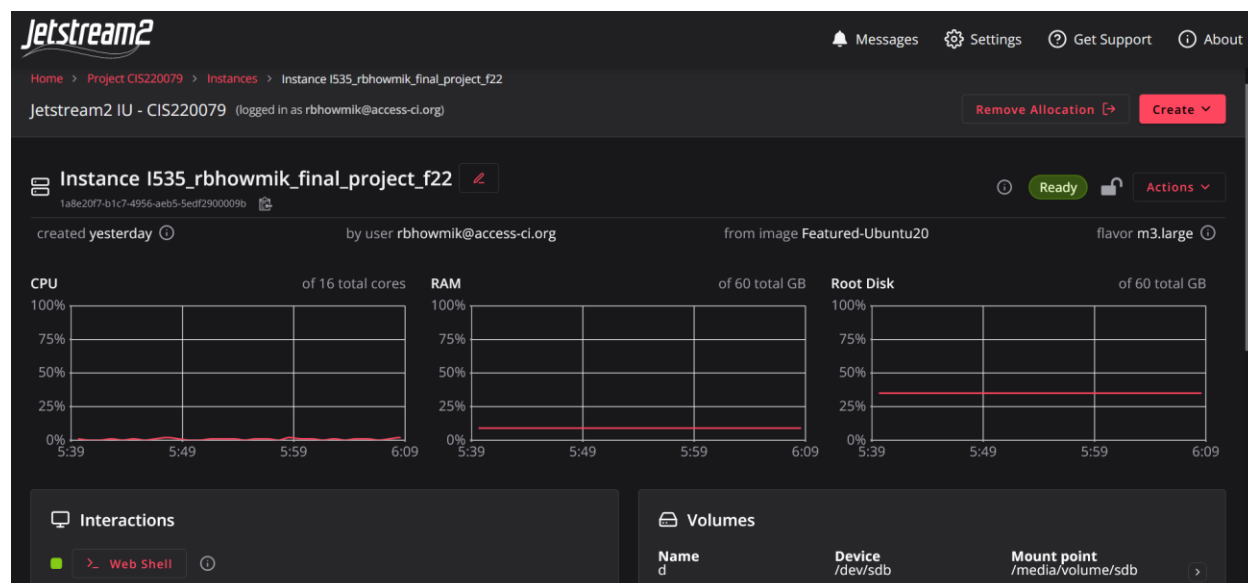 Jetstream2
Messages Settings Get Support About
Home > Project CIS220079 > Instances > Instance I535_rbhowmik_final_project_f22
Jetstream2 IU - CIS220079 (logged in as rbhowmik@access-ci.org)
Remove Allocation
Create
Instance I535_rbhowmik_final_project_f22
Ready
Actions
1a8e20f7-b1c7-4956-aeb5-5edf2900009b
created yesterday
by user rbhowmik@access-ci.org
from image Featured-Ubuntu20
flavor m3.large
CPU of 16 total cores
100%
75%
50%
25%
0%
5:39 5:49 5:59 6:09
RAM of 60 total GB
100%
75%
50%
25%
0%
5:39 5:49 5:59 6:09
Root Disk of 60 total GB
100%
75%
50%
25%
0%
5:39 5:49 5:59 6:09
Interactions
>_ Web Shell
Volumes
Name Device Mount point
d /dev/sdb /media/volume/sdb